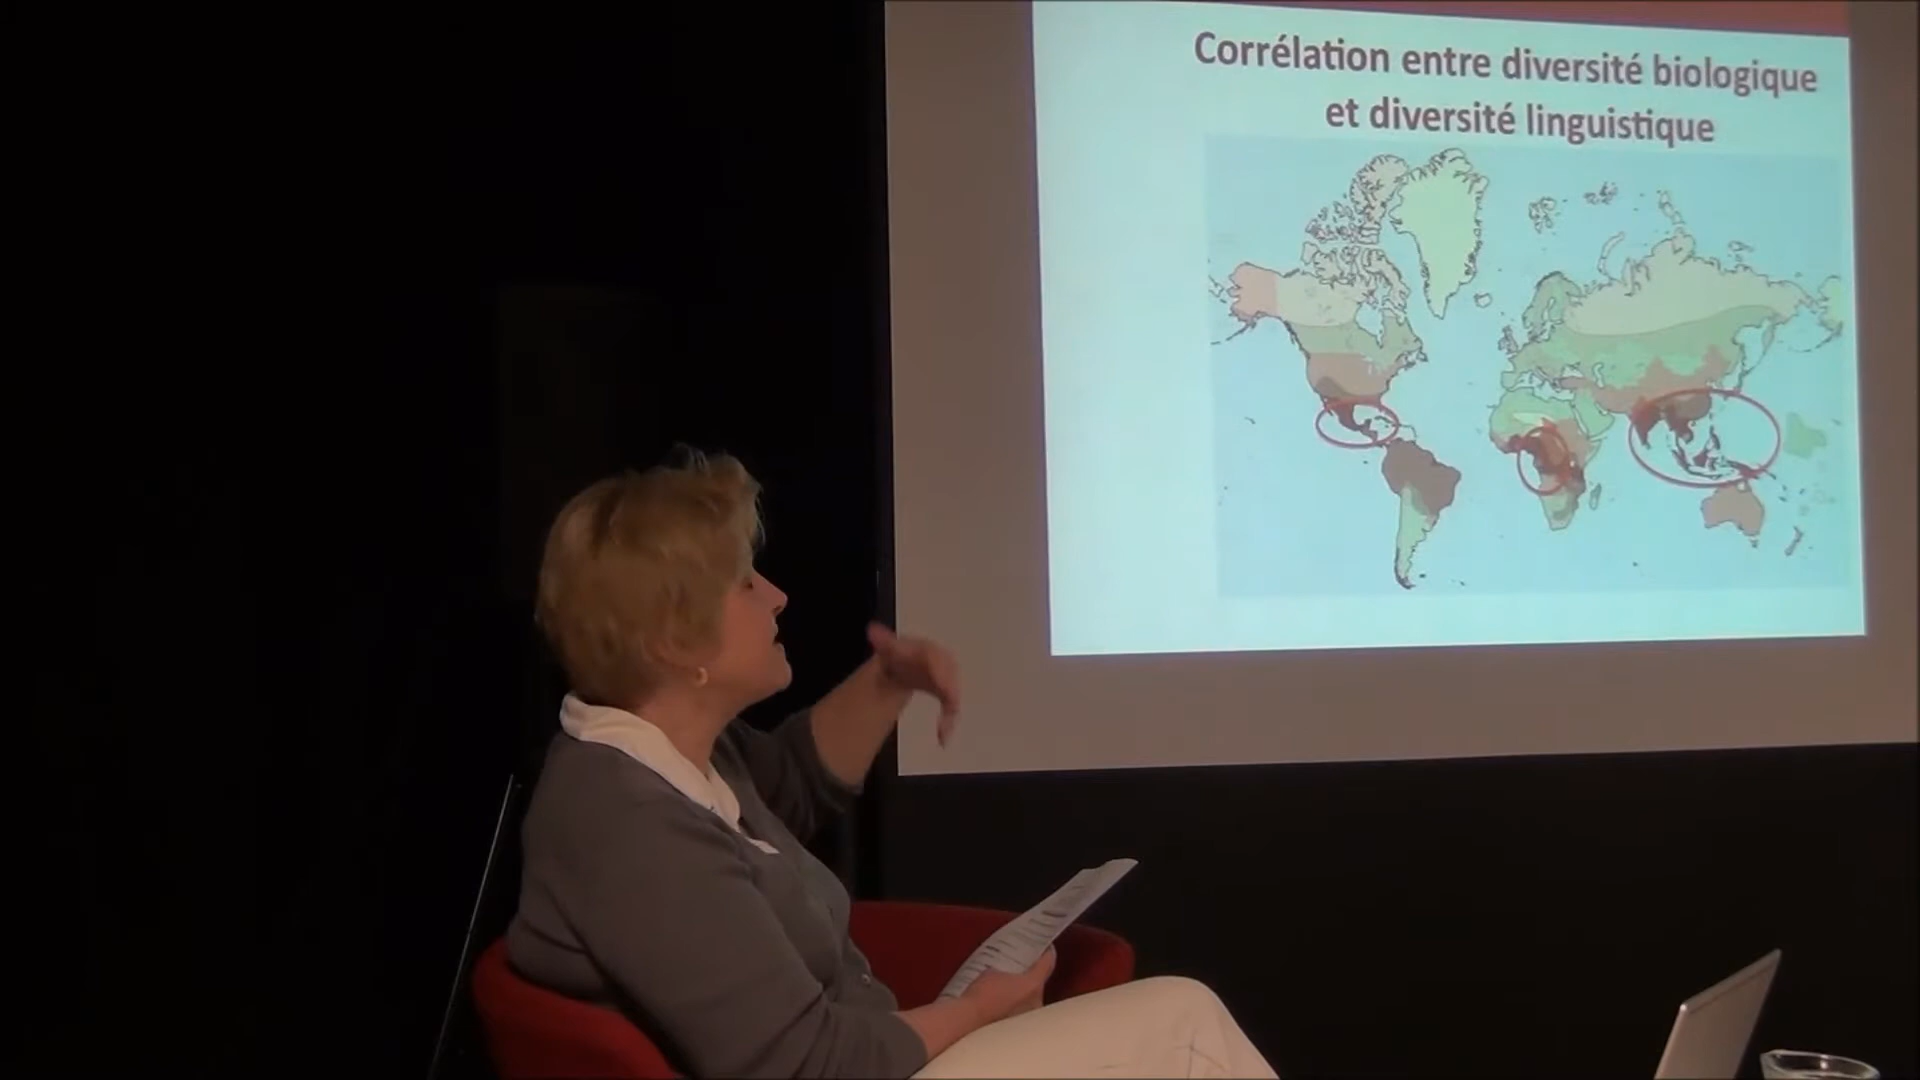 Corrélation entre diversité biologique
et diversité linguistique